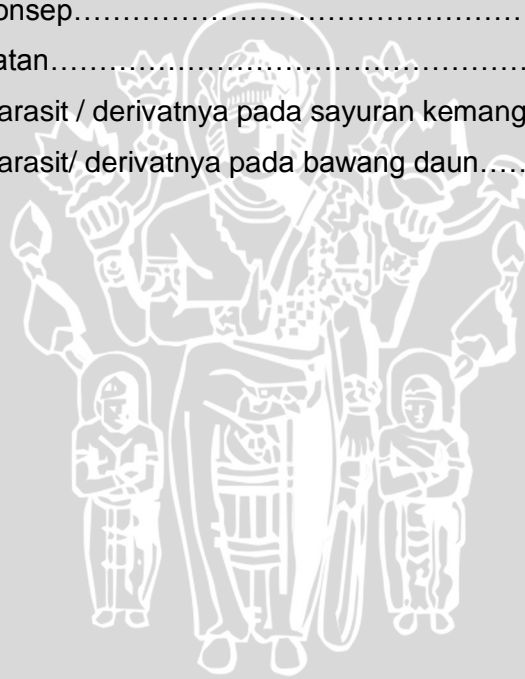 onsep……………………………………………
atan……………………………………………
arasit / derivatnya pada sayuran kemang
arasit/ derivatnya pada bawang daun……